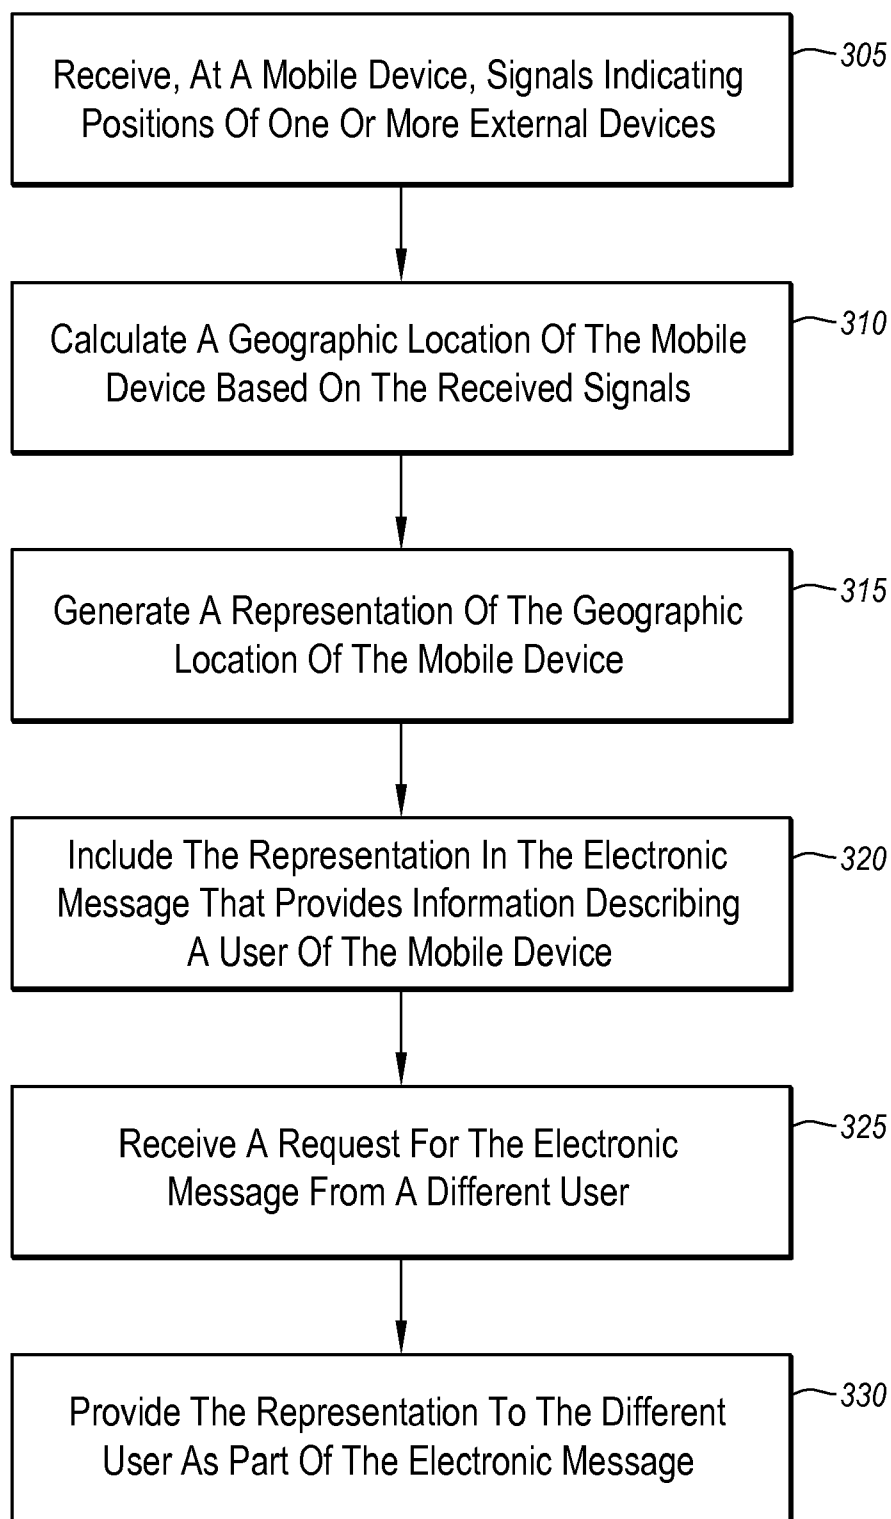 Receive, At A Mobile Device, Signals Indicating
Positions Of One Or More External Devices
305
Calculate A Geographic Location Of The Mobile
Device Based On The Received Signals
310
Generate A Representation Of The Geographic
Location Of The Mobile Device
315
Include The Representation In The Electronic
Message That Provides Information Describing
A User Of The Mobile Device
320
Receive A Request For The Electronic
Message From A Different User
325
Provide The Representation To The Different
User As Part Of The Electronic Message
330